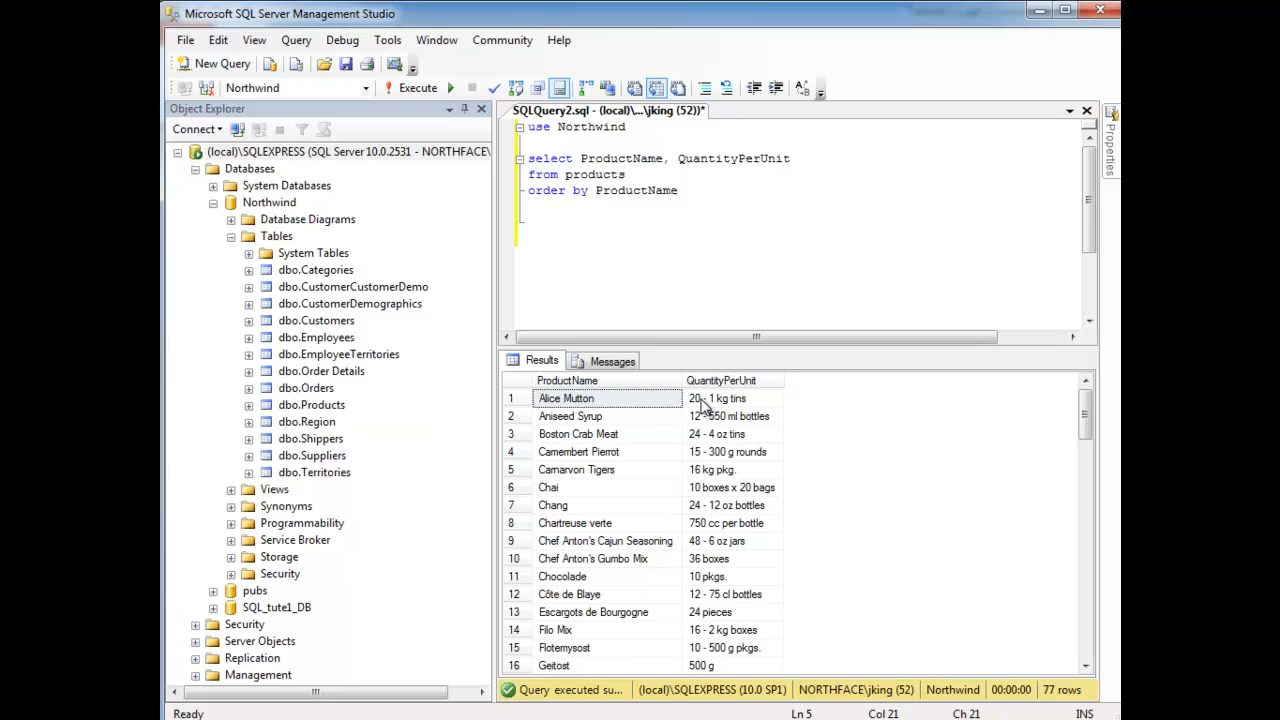 Microsoft SQL Server Management Studio
File Edit View Query Debug Tools Window Community Help
New Query
Northwind Execute
Object Explorer
Connect
(local)\SQLEXPRESS (SQL Server 10.0.2531 - NORTHFACE\
Databases
System Databases
Northwind
Database Diagrams
Tables
System Tables
dbo.Categories
dbo.CustomerCustomerDemo
dbo.CustomerDemographics
dbo.Customers
dbo.Employees
dbo.EmployeeTerritories
dbo.Order Details
dbo.Orders
dbo.Products
dbo.Region
dbo.Shippers
dbo.Suppliers
dbo.Territories
Views
Synonyms
Programmability
Service Broker
Storage
Security
pubs
SQL_tute1_DB
Security
Server Objects
Replication
Management
SQLQuery2.sql - (local)\...\jking (52))*
use Northwind
select ProductName, QuantityPerUnit
from products
order by ProductName
Properties
Results Messages
ProductName QuantityPerUnit
1 Alice Mutton 20 - 1 kg tins
2 Aniseed Syrup 12 - 550 ml bottles
3 Boston Crab Meat 24 - 4 oz tins
4 Camembert Pierrot 15 - 300 g rounds
5 Carnarvon Tigers 16 kg pkg.
6 Chai 10 boxes x 20 bags
7 Chang 24 - 12 oz bottles
8 Chartreuse verte 750 cc per bottle
9 Chef Anton's Cajun Seasoning 48 - 6 oz jars
10 Chef Anton's Gumbo Mix 36 boxes
11 Chocolade 10 pkgs.
12 Côte de Blaye 12 - 75 cl bottles
13 Escargots de Bourgogne 24 pieces
14 Filo Mix 16 - 2 kg boxes
15 Flotemysost 10 - 500 g pkgs.
16 Geitost 500 g
Query executed su... (local)\SQLEXPRESS (10.0 SP1) NORTHFACE\jking (52) Northwind 00:00:00 77 rows
Ready Ln 5 Col 21 Ch 21 INS